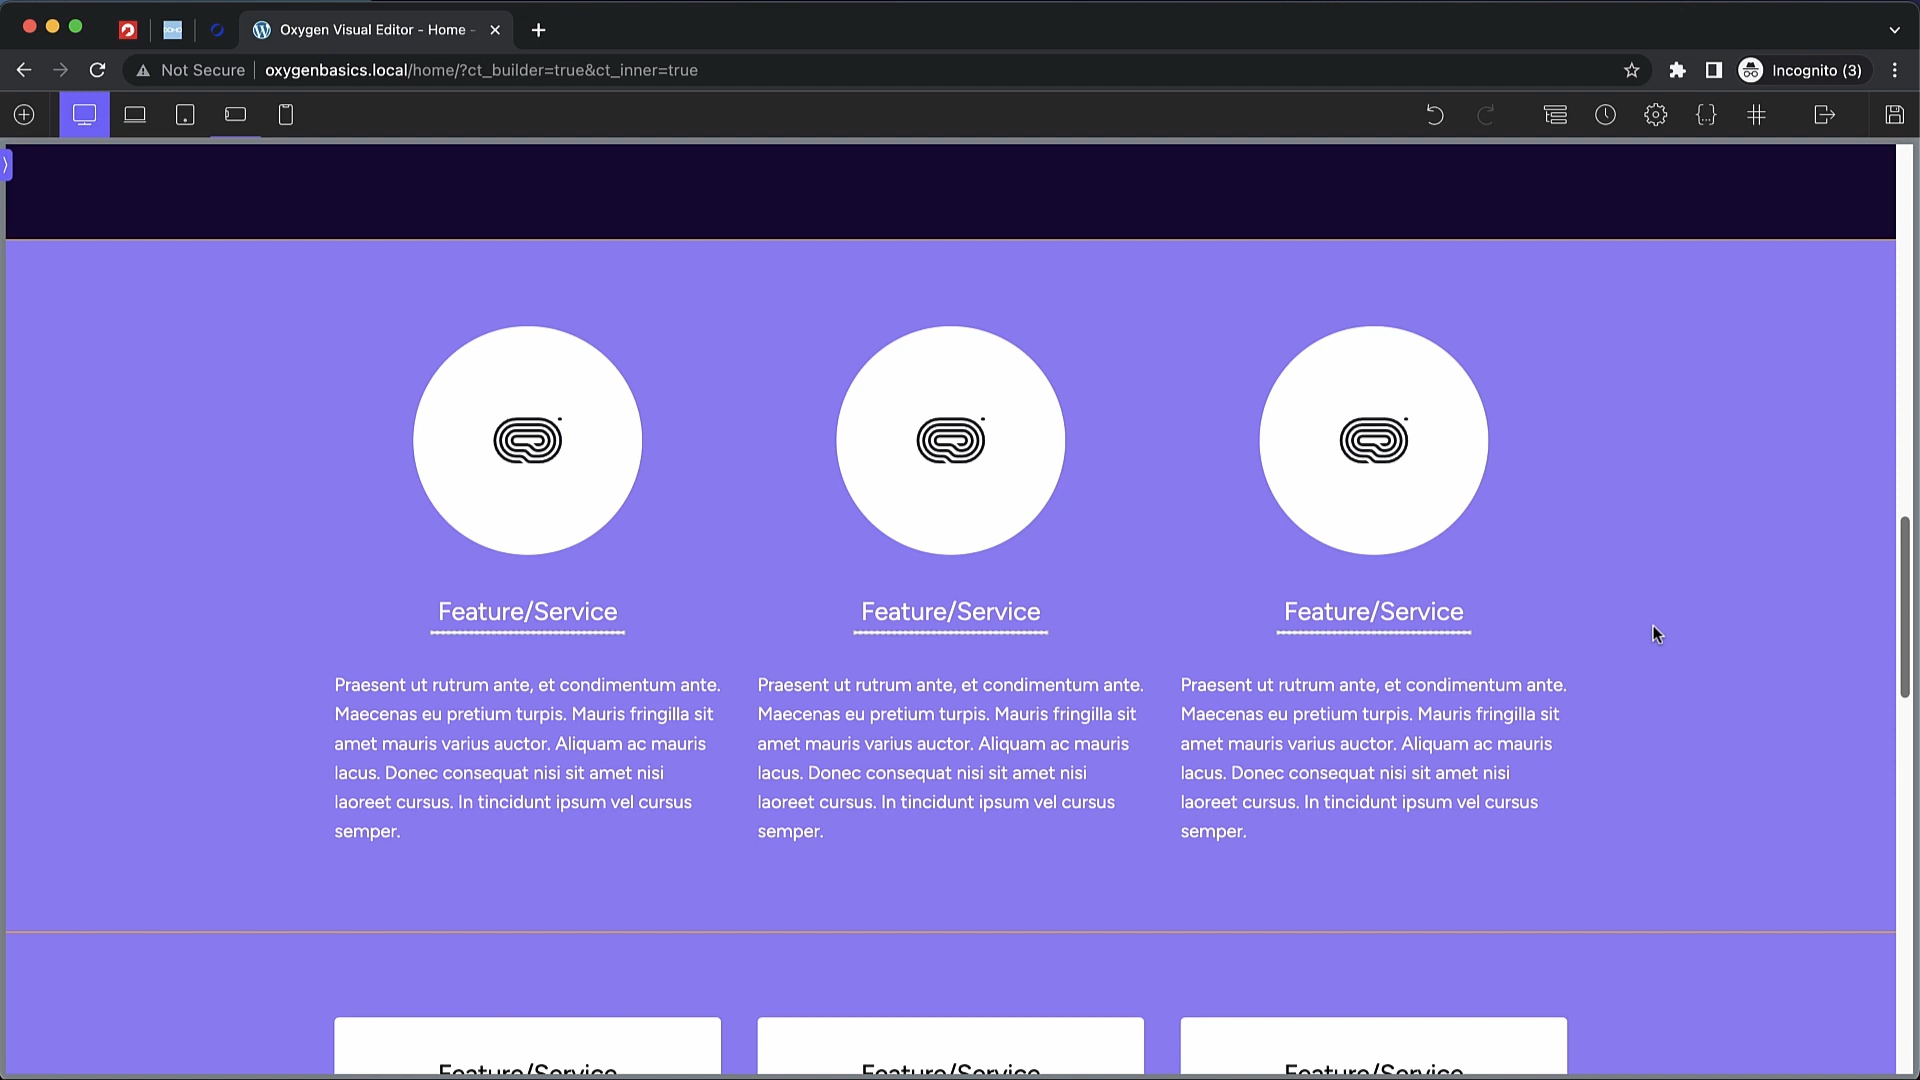 Oxygen Visual Editor - Home -
Not Secure
oxygenbasics.local/home/?ct_builder=true&ct_inner=true
Incognito (3)
Feature/Service
Feature/Service
Feature/Service
Praesent ut rutrum ante, et condimentum ante.
Maecenas eu pretium turpis. Mauris fringilla sit
amet mauris varius auctor. Aliquam ac mauris
lacus. Donec consequat nisi sit amet nisi
laoreet cursus. In tincidunt ipsum vel cursus
semper.
Praesent ut rutrum ante, et condimentum ante.
Maecenas eu pretium turpis. Mauris fringilla sit
amet mauris varius auctor. Aliquam ac mauris
lacus. Donec consequat nisi sit amet nisi
laoreet cursus. In tincidunt ipsum vel cursus
semper.
Praesent ut rutrum ante, et condimentum ante.
Maecenas eu pretium turpis. Mauris fringilla sit
amet mauris varius auctor. Aliquam ac mauris
lacus. Donec consequat nisi sit amet nisi
laoreet cursus. In tincidunt ipsum vel cursus
semper.
Feature/Service
Feature/Service
Feature/Service